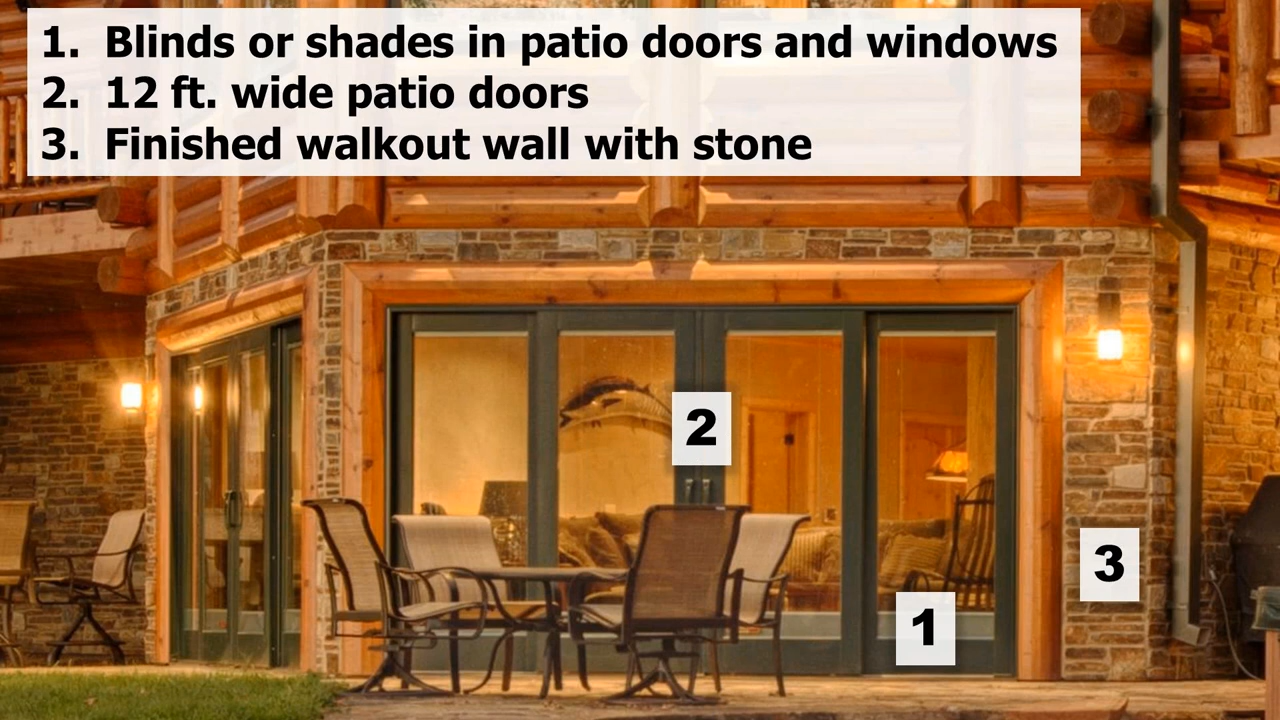 1. Blinds or shades in patio doors and windows
2. 12 ft. wide patio doors
3. Finished walkout wall with stone
2
3
1